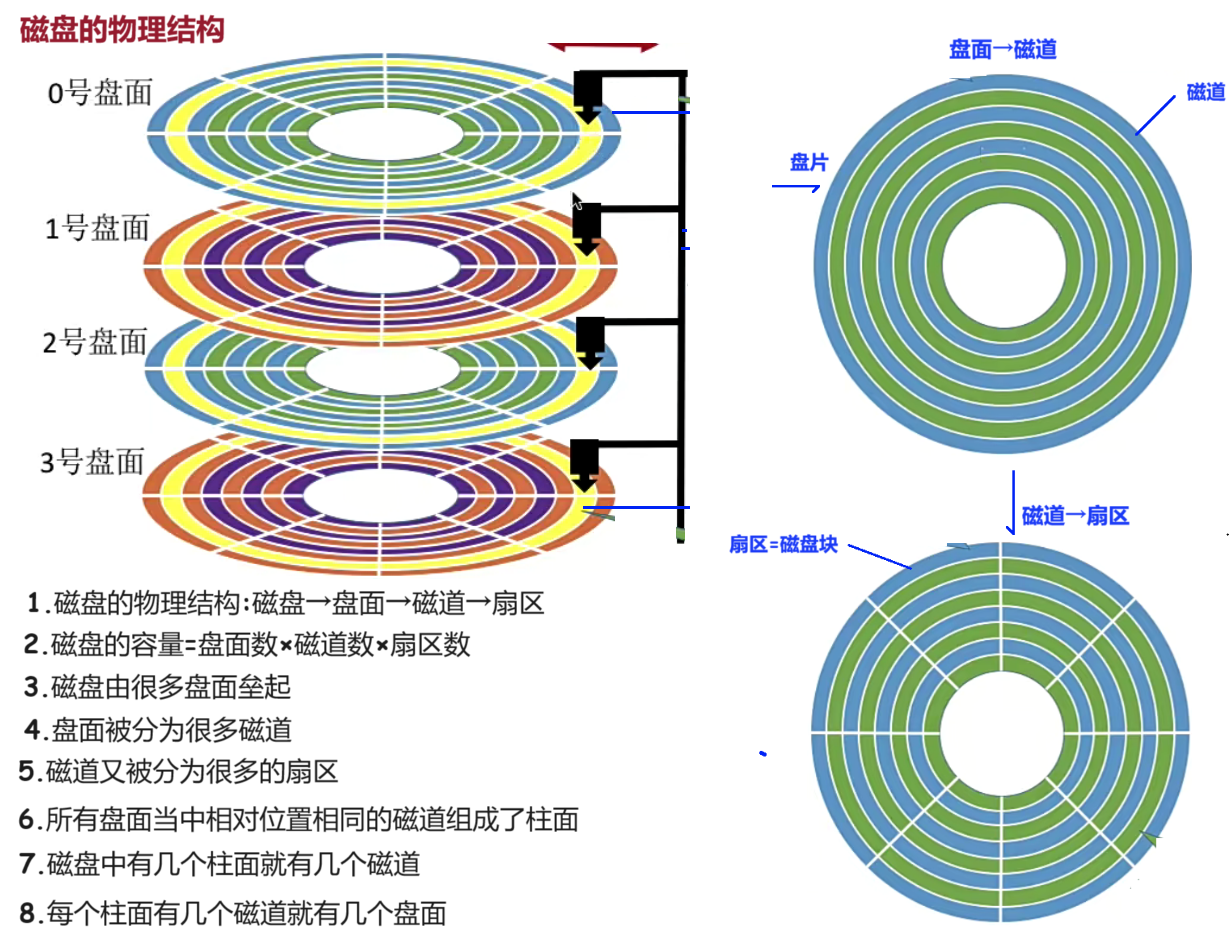 磁盘的物理结构
0号盘面
1号盘面
2号盘面
3号盘面
1.磁盘的物理结构:磁盘→盘面→磁道→扇区
2.磁盘的容量=盘面数×磁道数×扇区数
3.磁盘由很多盘面垒起
4.盘面被分为很多磁道
5.磁道又被分为很多的扇区
6.所有盘面当中相对位置相同的磁道组成了柱面
7.磁盘中有几个柱面就有几个磁道
8.每个柱面有几个磁道就有几个盘面
盘面→磁道
磁道
盘片
磁道→扇区
扇区=磁盘块